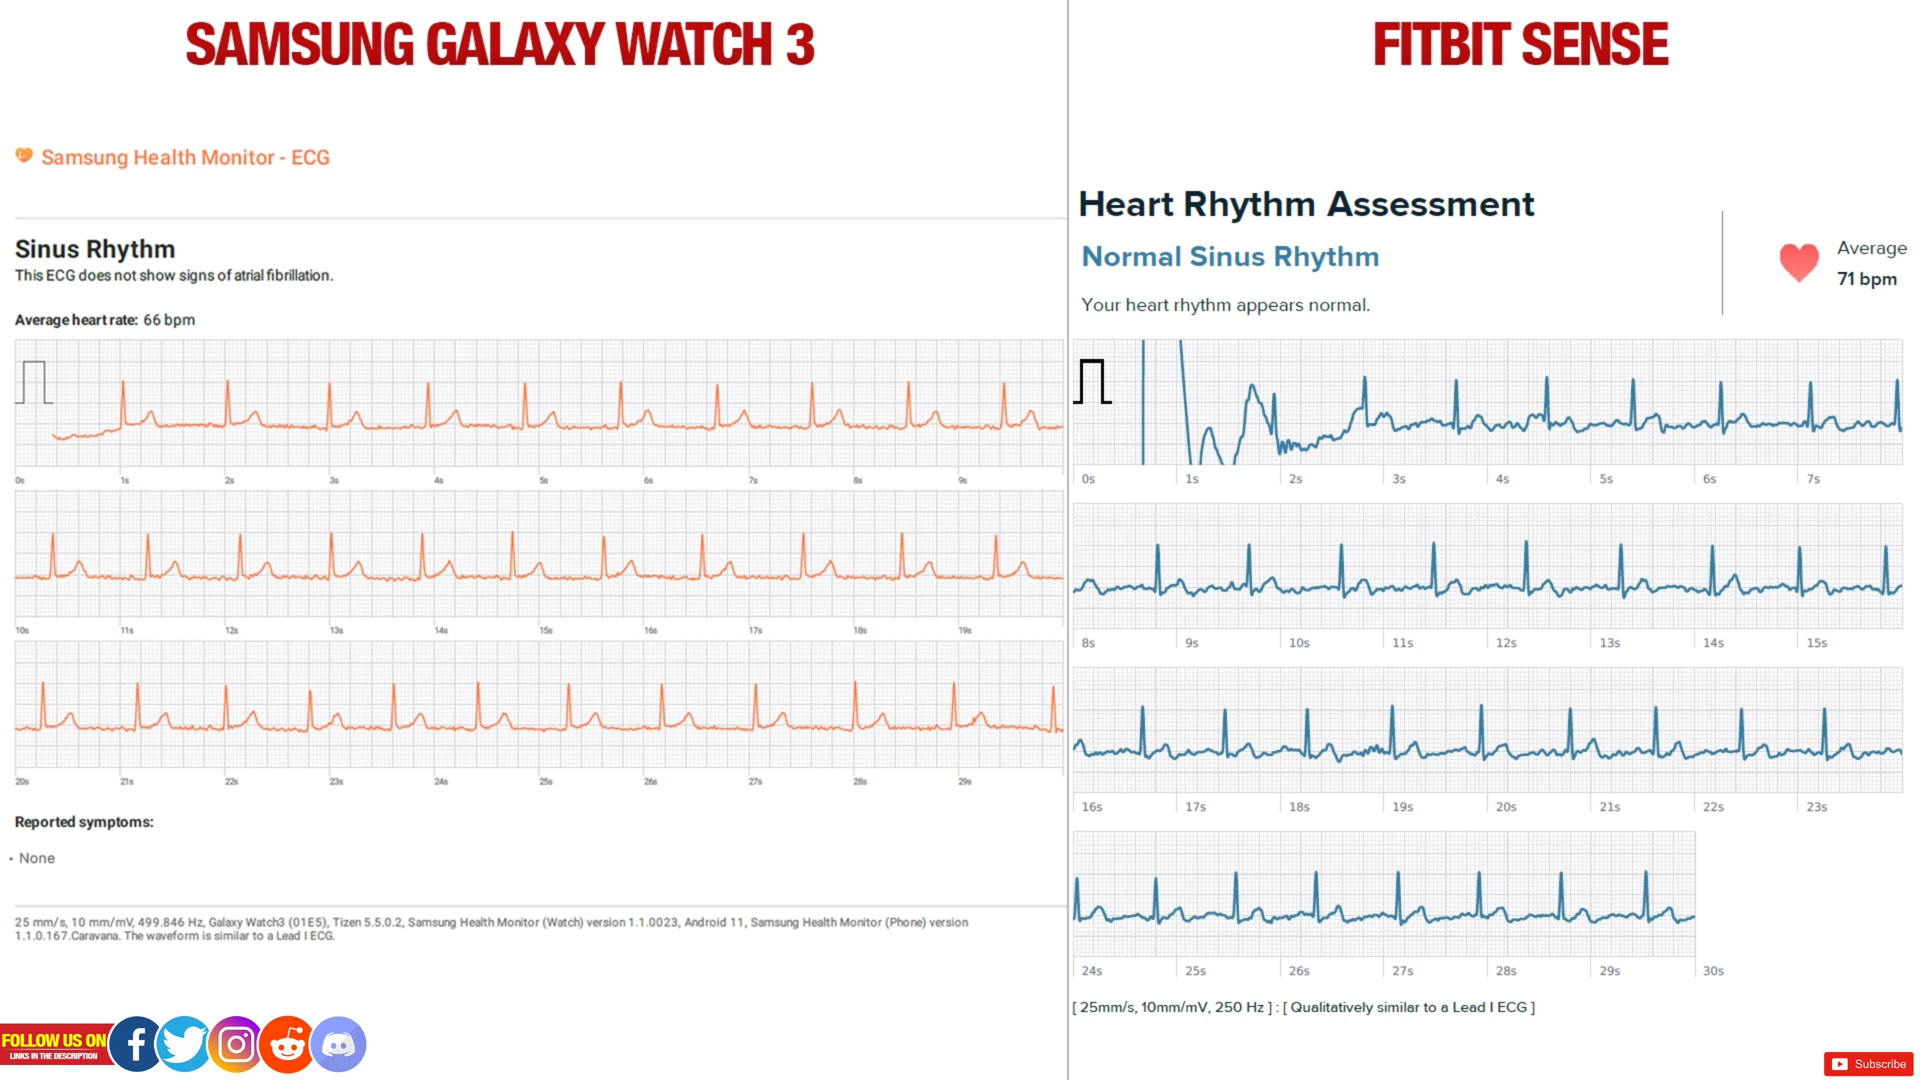 SAMSUNG GALAXY WATCH 3
Samsung Health Monitor - ECG
Sinus Rhythm
This ECG does not show signs of atrial fibrillation.
Average heart rate: 66 bpm
0s 1s 2s 3s 4s 5s 6s 7s 8s 9s
10s 11s 12s 13s 14s 15s 16s 17s 18s 19s
20s 21s 22s 23s 24s 25s 26s 27s 28s 29s
Reported symptoms:
• None
25 mm/s, 10 mm/mV, 499.846 Hz, Galaxy Watch3 (01E5), Tizen 5.5.0.2, Samsung Health Monitor (Watch) version 1.1.0023, Android 11, Samsung Health Monitor (Phone) version
1.1.0.167.Caravana. The waveform is similar to a Lead I ECG.
FOLLOW US ON
LINKS IN THE DESCRIPTION
FITBIT SENSE
Heart Rhythm Assessment
Normal Sinus Rhythm
Your heart rhythm appears normal.
Average
71 bpm
0s 1s 2s 3s 4s 5s 6s 7s
8s 9s 10s 11s 12s 13s 14s 15s
16s 17s 18s 19s 20s 21s 22s 23s
24s 25s 26s 27s 28s 29s 30s
[ 25mm/s, 10mm/mV, 250 Hz ] : [ Qualitatively similar to a Lead I ECG ]
Subscribe